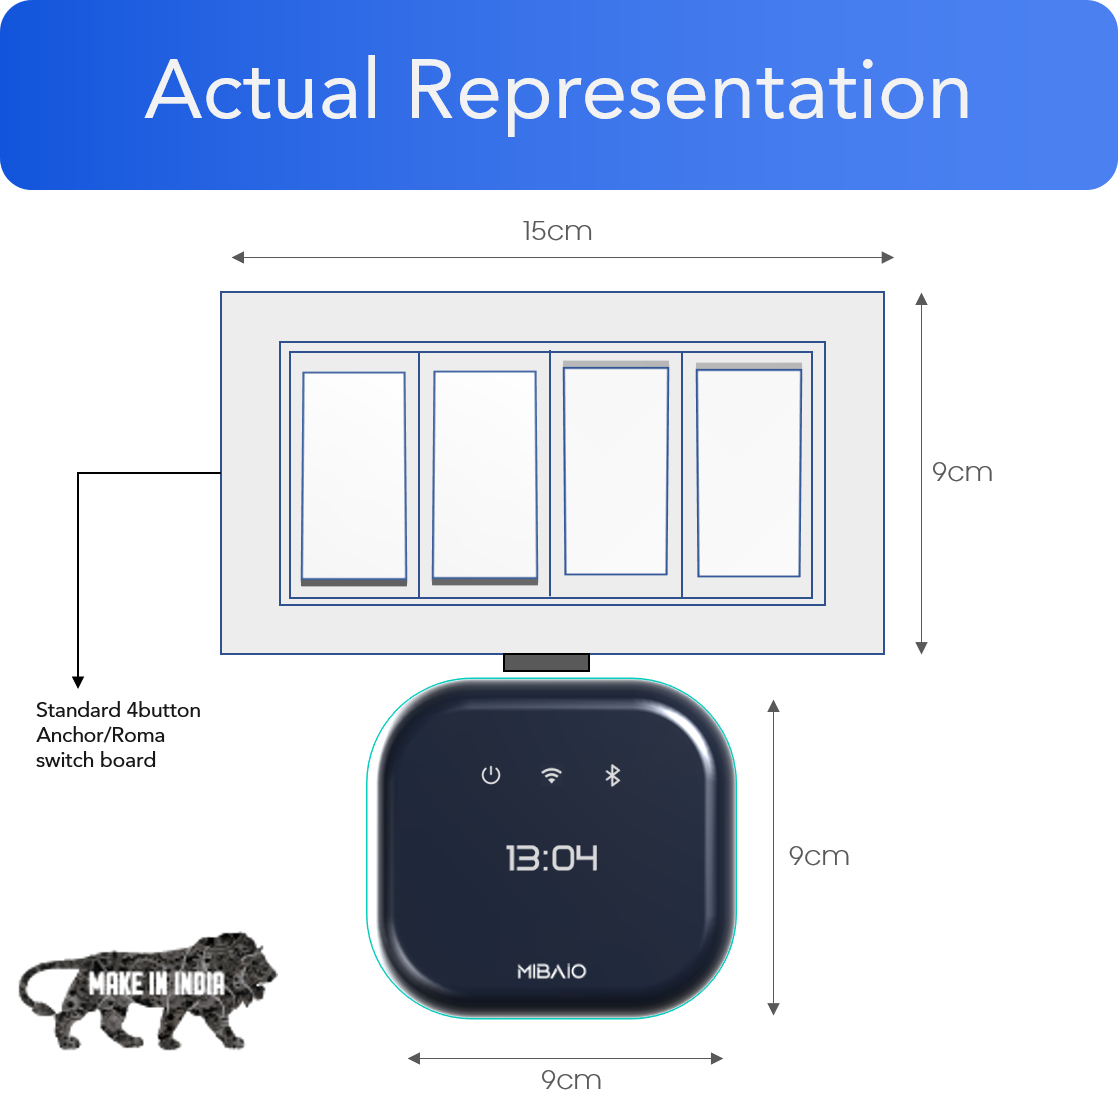 Actual Representation
15cm
9cm
Standard 4button
Anchor/Roma
switch board
13:04
9cm
MIBAIO
MAKE IN INDIA
9cm